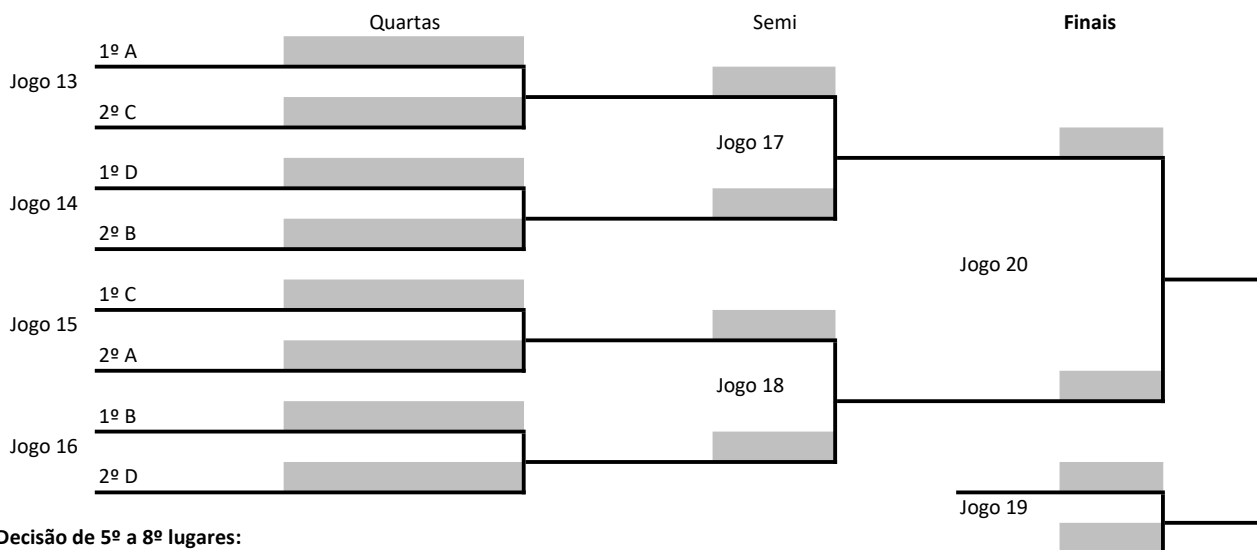 Quartas Semi Finais
1º A
Jogo 13
2º C
Jogo 17
1º D
Jogo 14
2º B
Jogo 20
1º C
Jogo 15
2º A
Jogo 18
1º B
Jogo 16
2º D
Jogo 19
Decisão de 5º a 8º lugares: